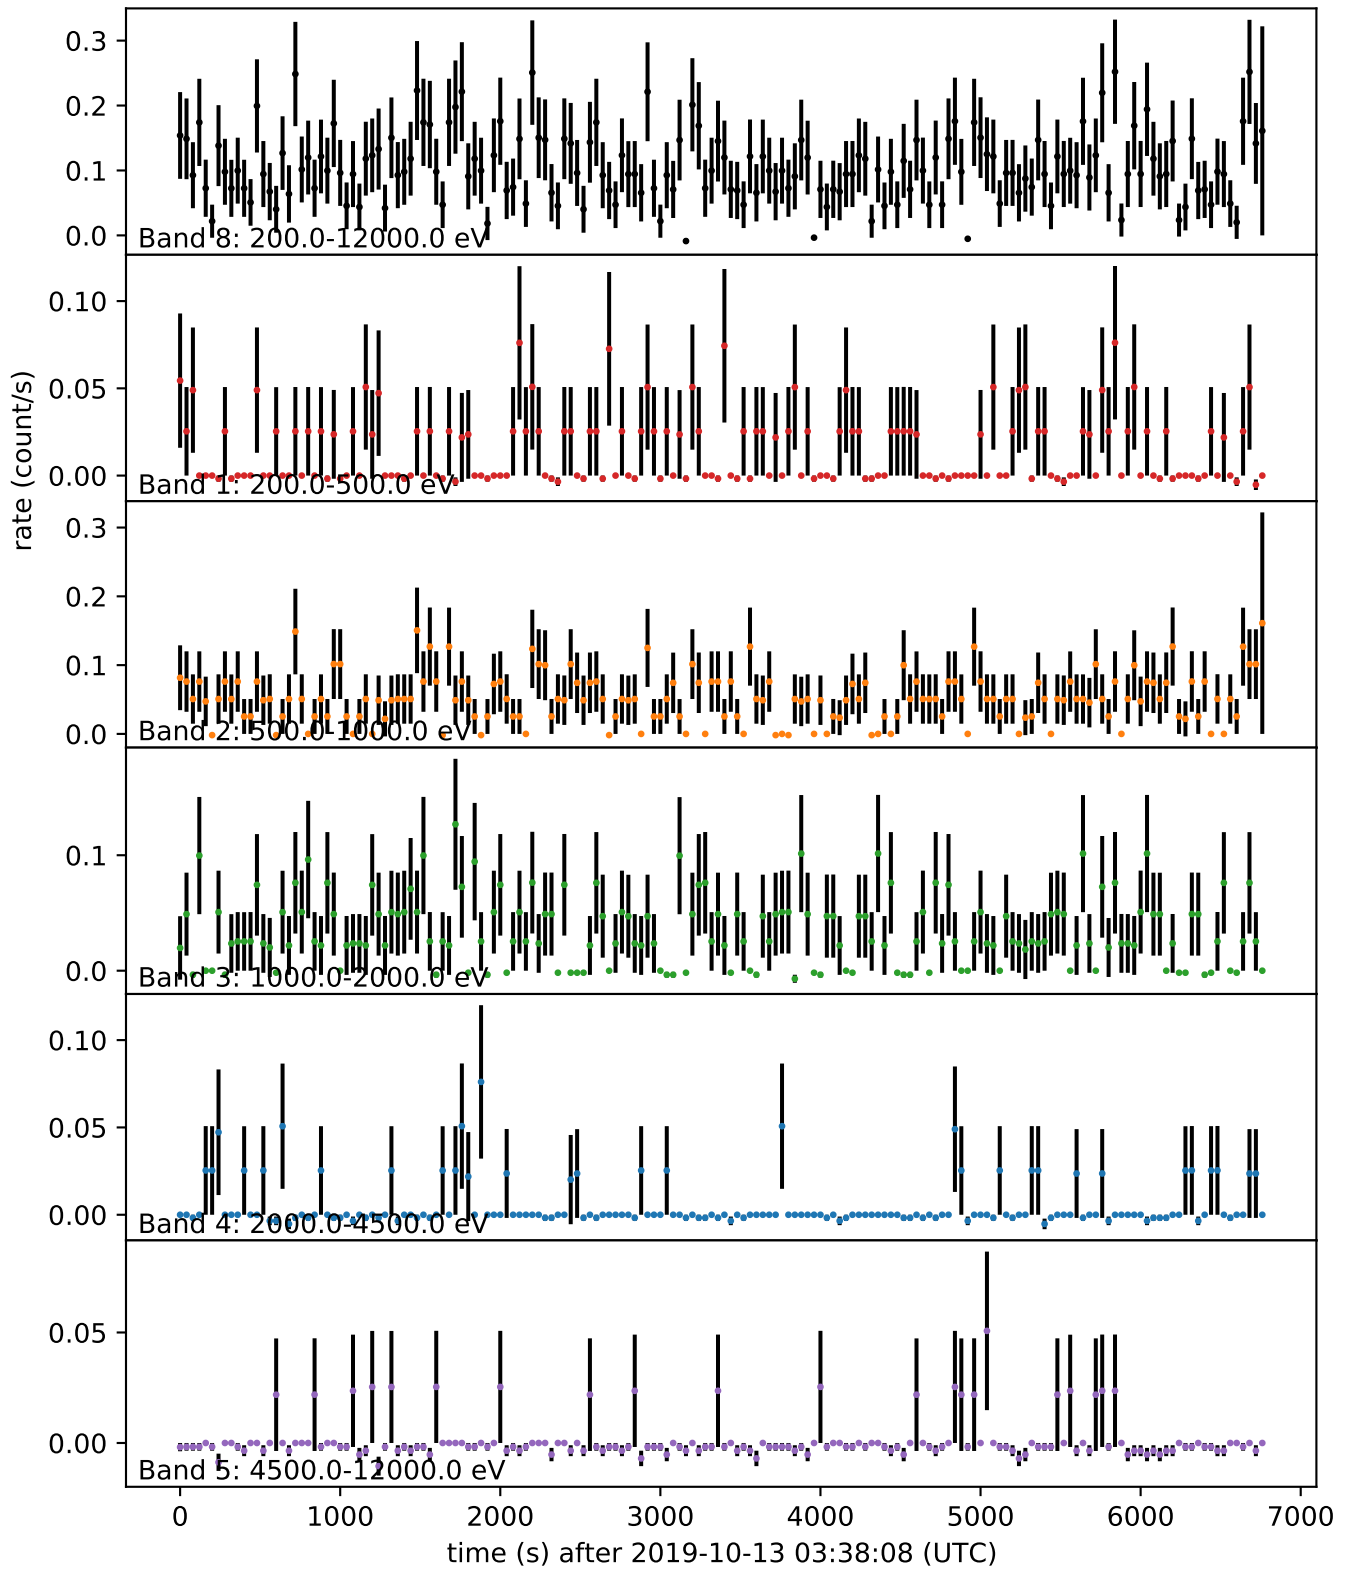 0.3
0.2
0.1
0.0
Band 8: 200.0-12000.0 eV
0.10
0.05
0.00
Band 1: 200.0-500.0 eV
rate (count/s)
0.3
0.2
0.1
0.0
Band 2: 500.0-1000.0 eV
0.1
0.0
Band 3: 1000.0-2000.0 eV
0.10
0.05
0.00
Band 4: 2000.0-4500.0 eV
0.05
0.00
Band 5: 4500.0-12000.0 eV
0 1000 2000 3000 4000 5000 6000 7000
time (s) after 2019-10-13 03:38:08 (UTC)